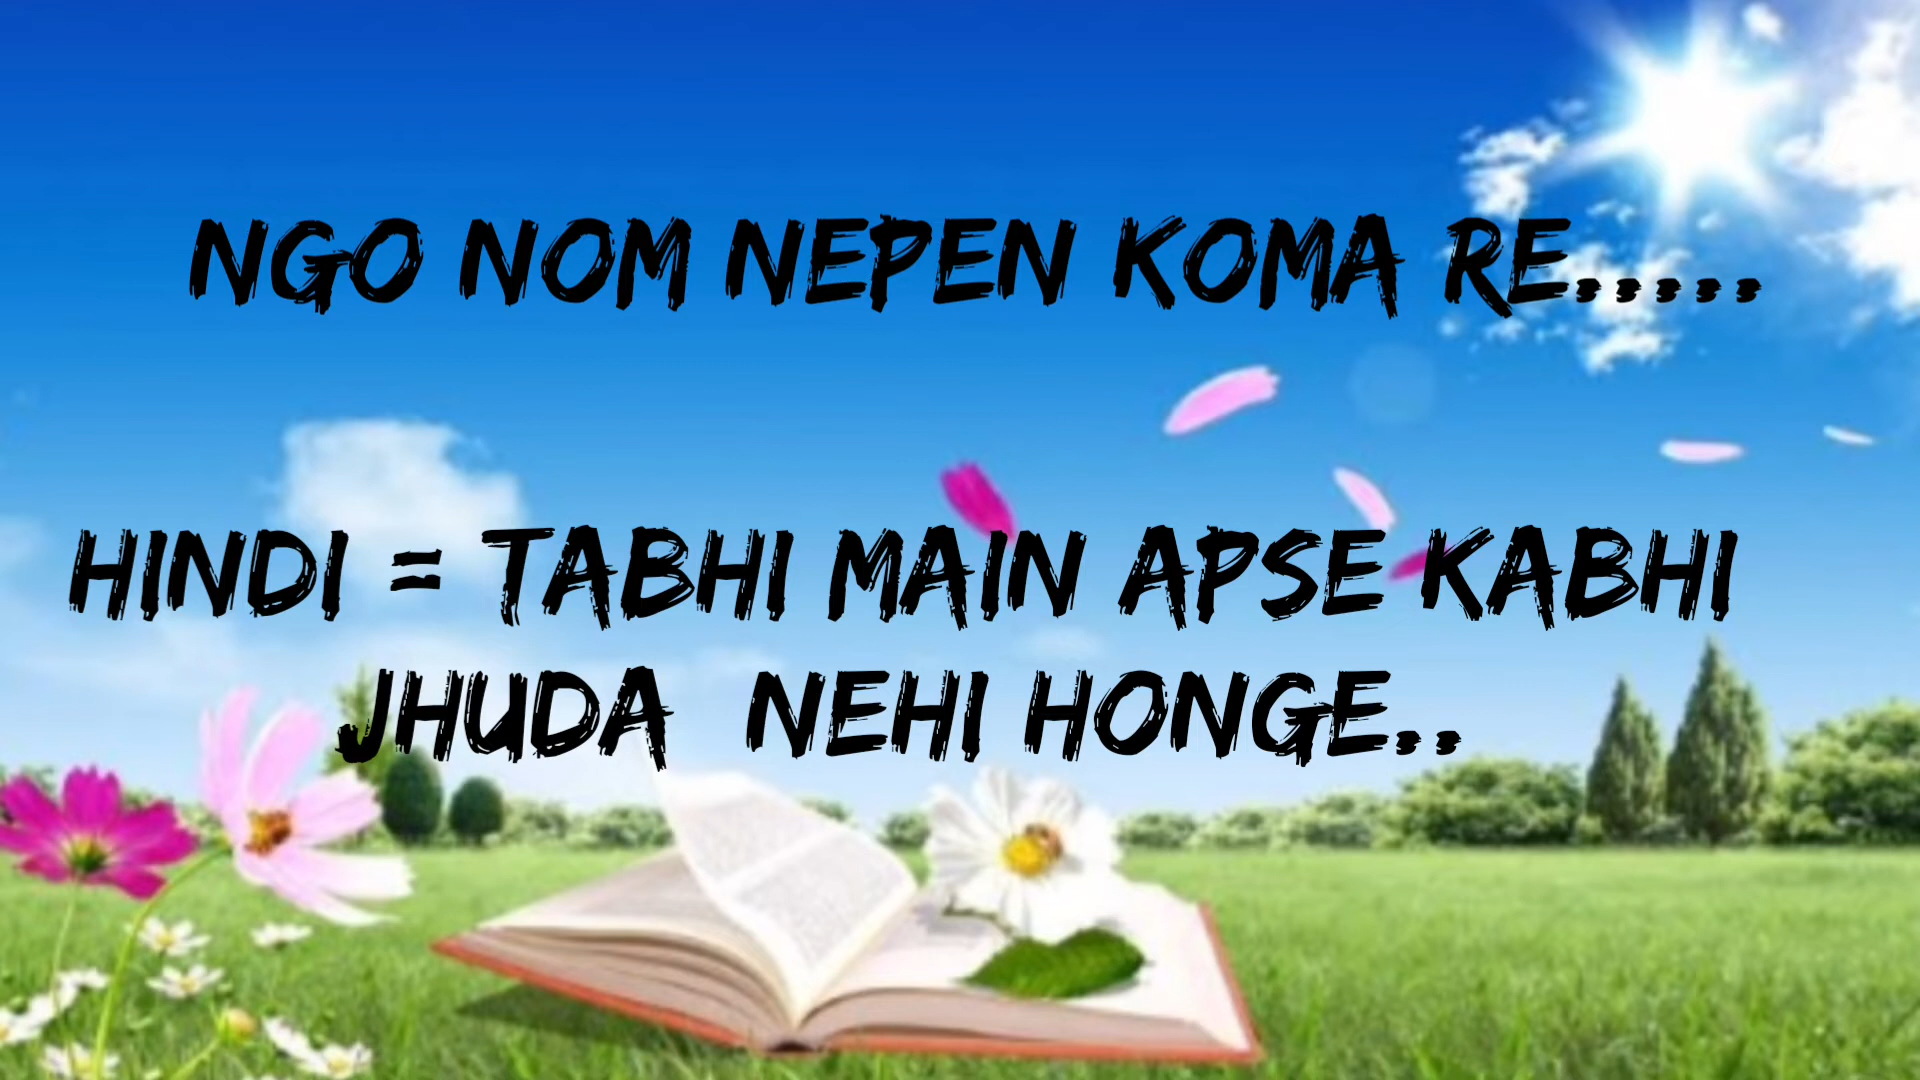 NGO NOM NEPEN KOMA RE.....
HINDI = TABHI MAIN APSE KABHI
JHUDA NEHI HONGE..